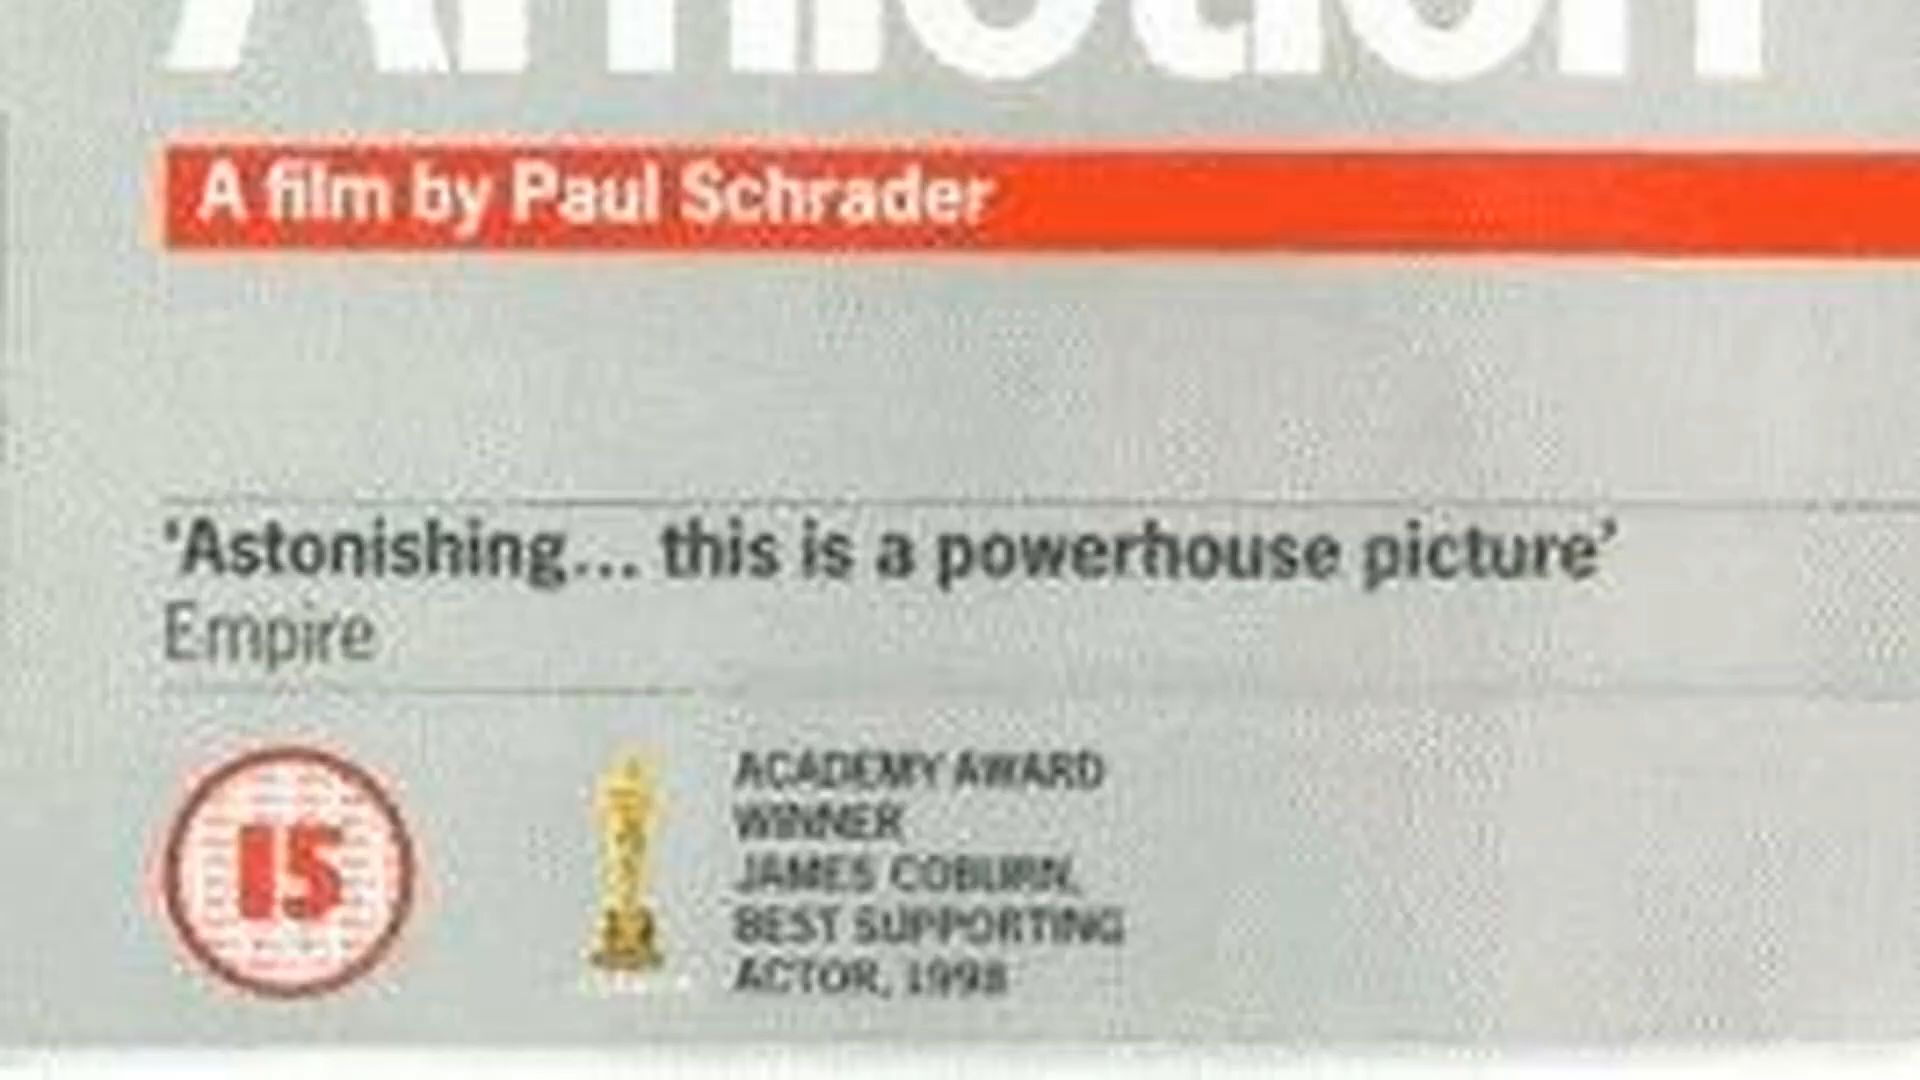 Affliction
A film by Paul Schrader
‘Astonishing... this is a powerhouse picture’
Empire
15
ACADEMY AWARD
WINNER
JAMES COBURN,
BEST SUPPORTING
ACTOR, 1998